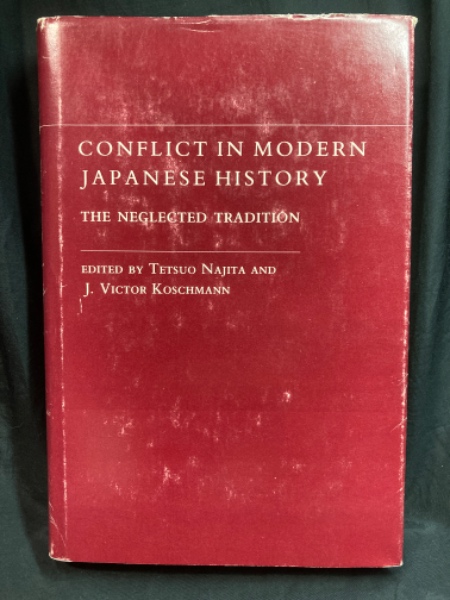 CONFLICT IN MODERN
JAPANESE HISTORY
THE NEGLECTED TRADITION
EDITED BY TETSUO NAJITA AND
J. VICTOR KOSCHMANN